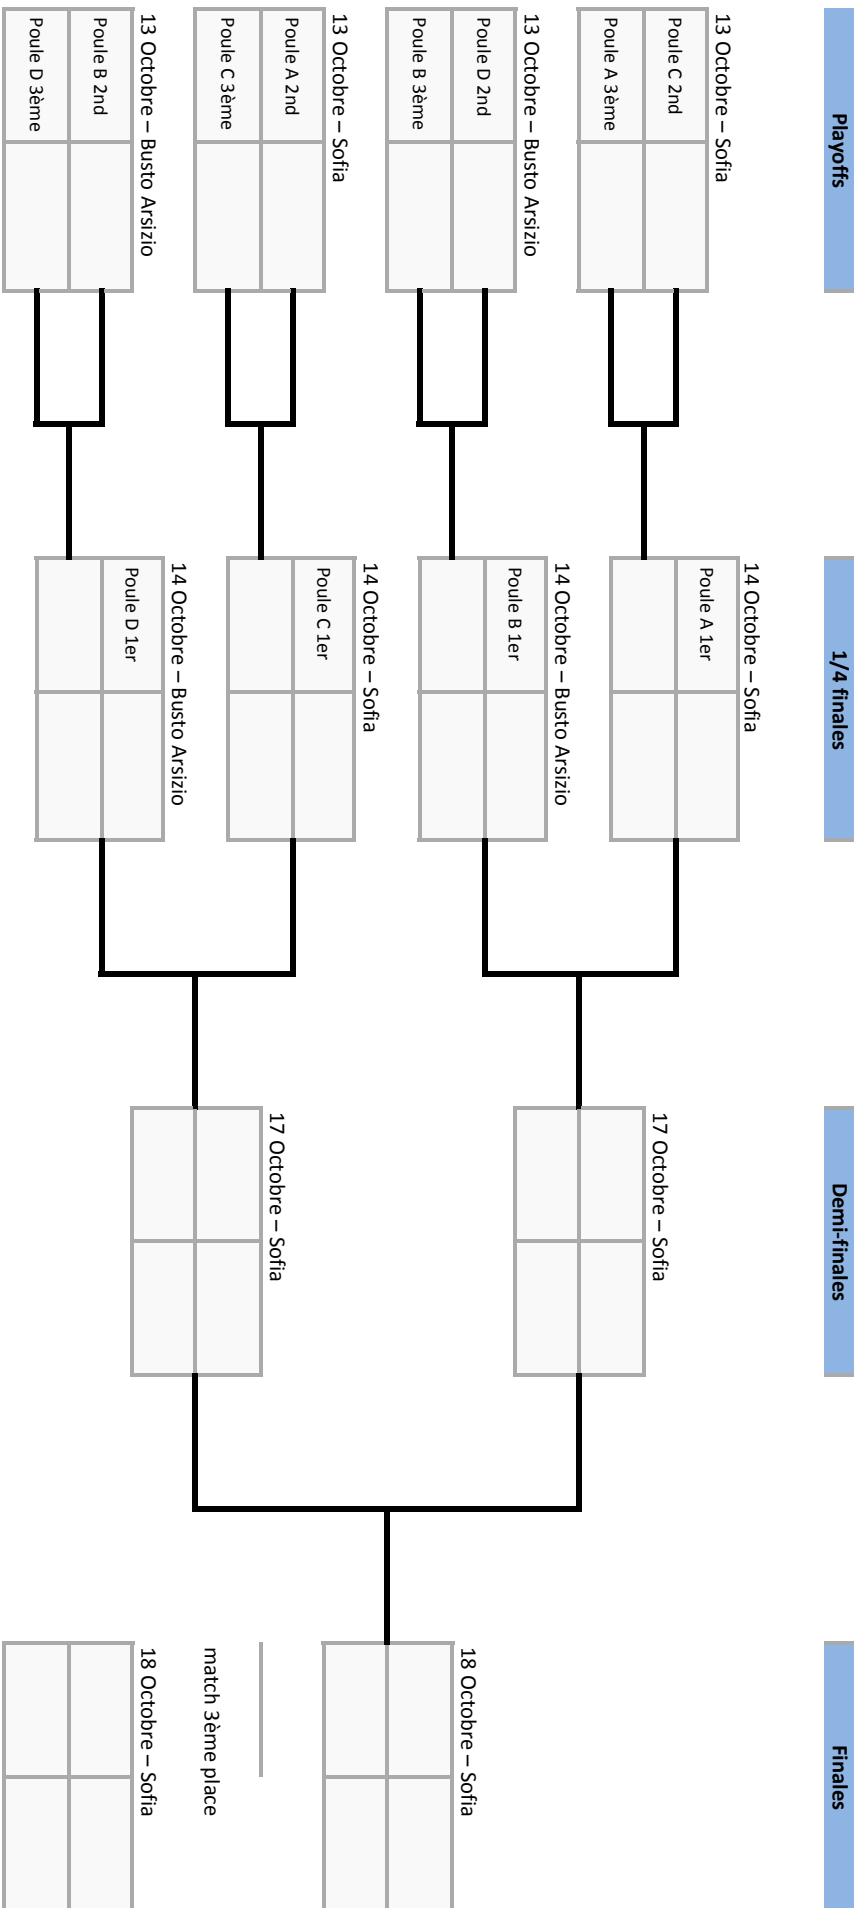 Playoffs
1/4 finales
Demi-finales
Finales
13 Octobre – Sofia
Poule C 2nd
Poule A 3ème
13 Octobre – Busto Arsizio
Poule D 2nd
Poule B 3ème
13 Octobre – Sofia
Poule A 2nd
Poule C 3ème
13 Octobre – Busto Arsizio
Poule B 2nd
Poule D 3ème
14 Octobre – Sofia
Poule A 1er
14 Octobre – Busto Arsizio
Poule B 1er
14 Octobre – Sofia
Poule C 1er
14 Octobre – Busto Arsizio
Poule D 1er
17 Octobre – Sofia
17 Octobre – Sofia
18 Octobre – Sofia
match 3ème place
18 Octobre – Sofia